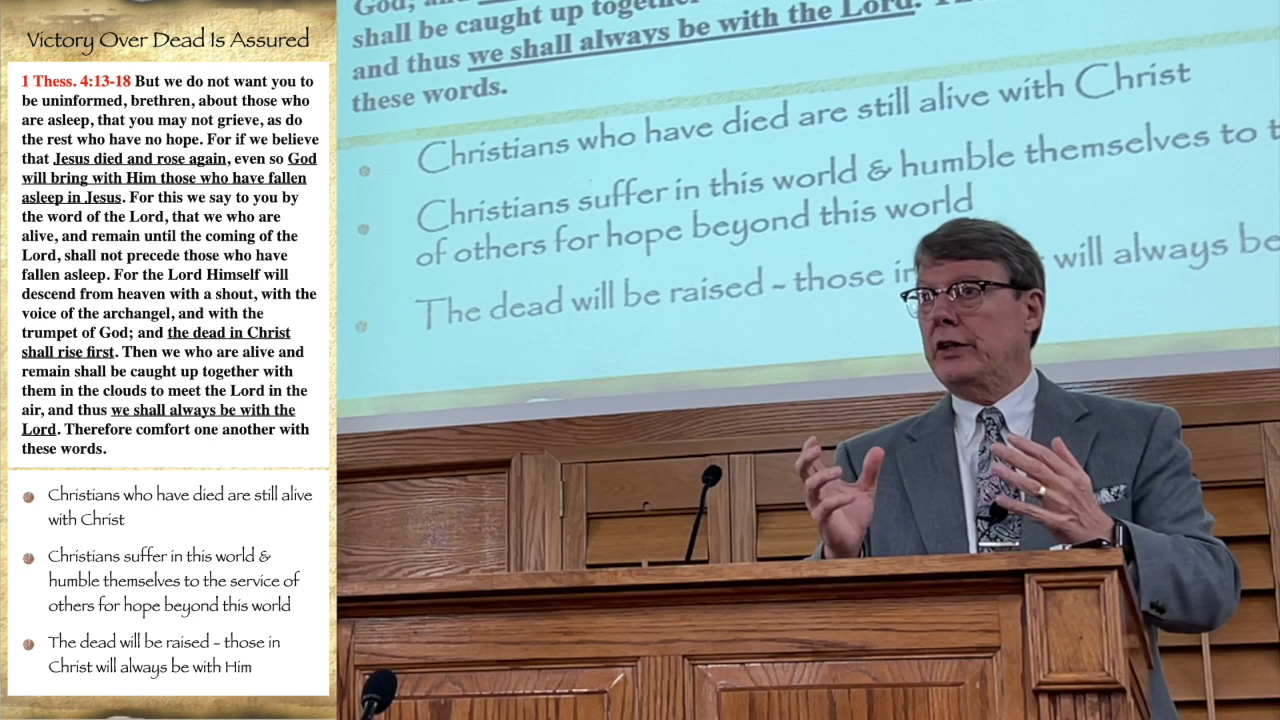 Victory Over Dead Is Assured
1 Thess. 4:13-18 But we do not want you to
be uninformed, brethren, about those who
are asleep, that you may not grieve, as do
the rest who have no hope. For if we believe
that Jesus died and rose again, even so God
will bring with Him those who have fallen
asleep in Jesus. For this we say to you by
the word of the Lord, that we who are
alive, and remain until the coming of the
Lord, shall not precede those who have
fallen asleep. For the Lord Himself will
descend from heaven with a shout, with the
voice of the archangel, and with the
trumpet of God; and the dead in Christ
shall rise first. Then we who are alive and
remain shall be caught up together with
them in the clouds to meet the Lord in the
air, and thus we shall always be with the
Lord. Therefore comfort one another with
these words.
Christians who have died are still alive
with Christ
Christians suffer in this world &
humble themselves to the service of
others for hope beyond this world
The dead will be raised - those in
Christ will always be with Him
God; and
shall be caught up together
and thus we shall always be with the Lord.
these words.
Christians who have died are still alive with Christ
Christians suffer in this world & humble themselves to t
of others for hope beyond this world
The dead will be raised ~ those in will always be